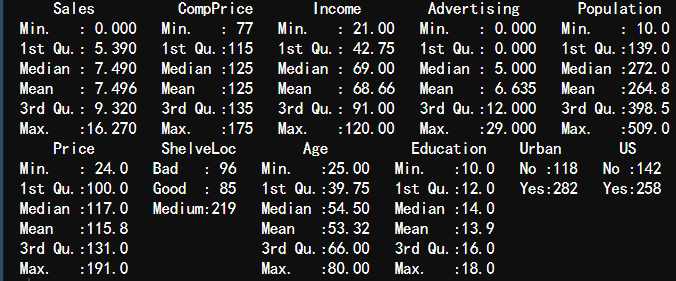 Sales CompPrice Income Advertising Population
Min. : 0.000 Min. : 77 Min. : 21.00 Min. : 0.000 Min. : 10.0
1st Qu.: 5.390 1st Qu.:115 1st Qu.: 42.75 1st Qu.: 0.000 1st Qu.:139.0
Median : 7.490 Median :125 Median : 69.00 Median : 5.000 Median :272.0
Mean : 7.496 Mean :125 Mean : 68.66 Mean : 6.635 Mean :264.8
3rd Qu.: 9.320 3rd Qu.:135 3rd Qu.: 91.00 3rd Qu.:12.000 3rd Qu.:398.5
Max. :16.270 Max. :175 Max. :120.00 Max. :29.000 Max. :509.0
Price ShelveLoc Age Education Urban US
Min. : 24.0 Bad : 96 Min. :25.00 Min. :10.0 No :118 No :142
1st Qu.:100.0 Good : 85 1st Qu.:39.75 1st Qu.:12.0 Yes:282 Yes:258
Median :117.0 Medium:219 Median :54.50 Median :14.0
Mean :115.8 Mean :53.32 Mean :13.9
3rd Qu.:131.0 3rd Qu.:66.00 3rd Qu.:16.0
Max. :191.0 Max. :80.00 Max. :18.0